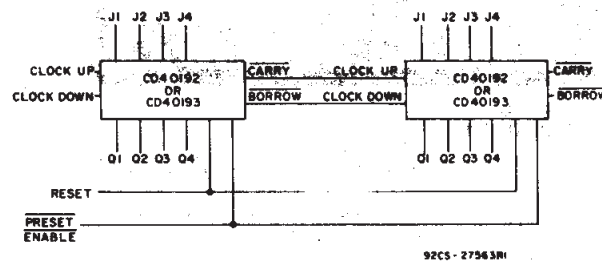 J1 J2 J3 J4 J1 J2 J3 J4
CLOCK UP CD40192 CARRY CLOCK UP CD40192 CARRY
OR OR
CLOCK DOWN CD40193 BORROW CLOCK DOWN CD40193 BORROW
Q1 Q2 Q3 Q4 Q1 Q2 Q3 Q4
RESET
PRESET
ENABLE
92CS-27563R1